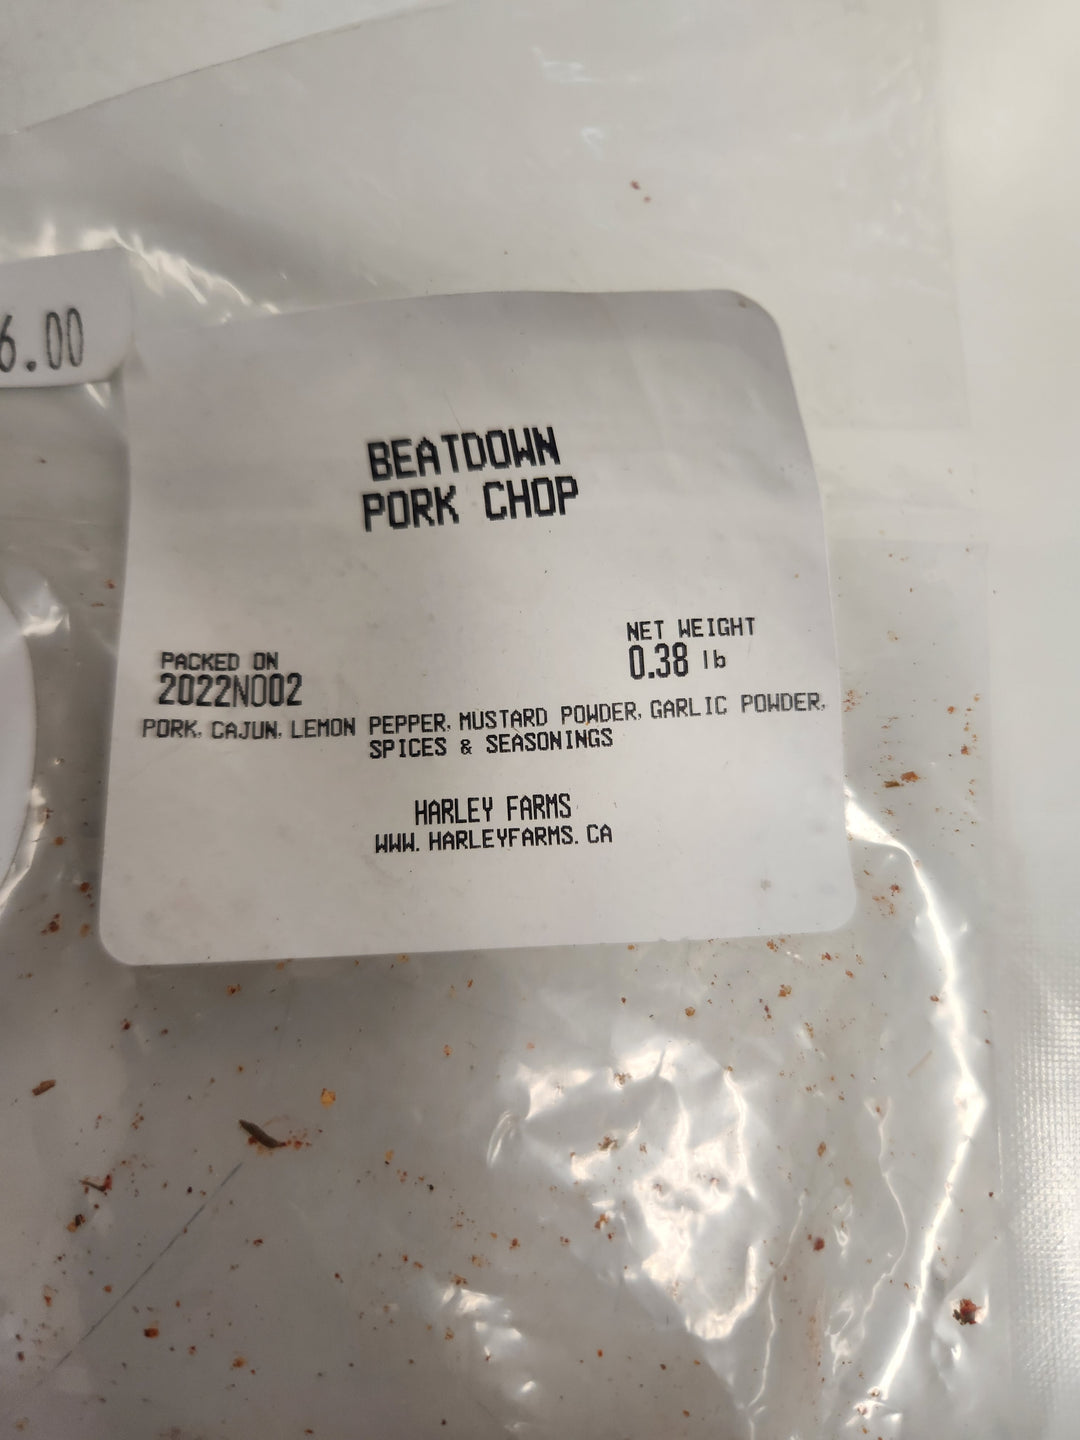 6.00
BEATDOWN
PORK CHOP
NET WEIGHT
0.38 lb
PACKED ON
2022NO02
PORK, CAJUN, LEMON PEPPER, MUSTARD POWDER, GARLIC POWDER,
SPICES & SEASONINGS
HARLEY FARMS
WWW.HARLEYFARMS.CA